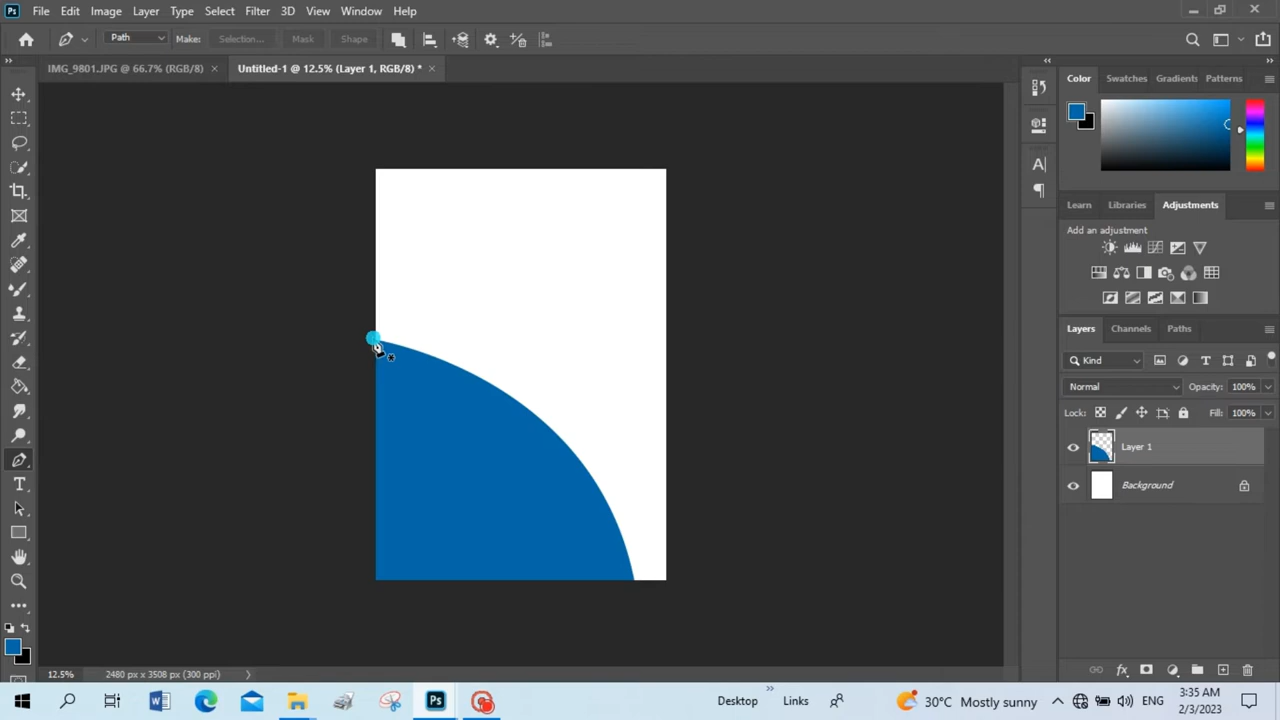 Ps File Edit Image Layer Type Select Filter 3D View Window Help
Path Make: Selection... Mask Shape
IMG_9801.JPG @ 66.7% (RGB/8) × Untitled-1 @ 12.5% (Layer 1, RGB/8) * ×
Color Swatches Gradients Patterns
Learn Libraries Adjustments
Add an adjustment
Layers Channels Paths
Kind
Normal Opacity: 100%
Lock: Fill: 100%
Layer 1
Background
12.5% 2480 px x 3508 px (300 ppi)
Ps Desktop Links 30°C Mostly sunny ENG
3:35 AM
2/3/2023